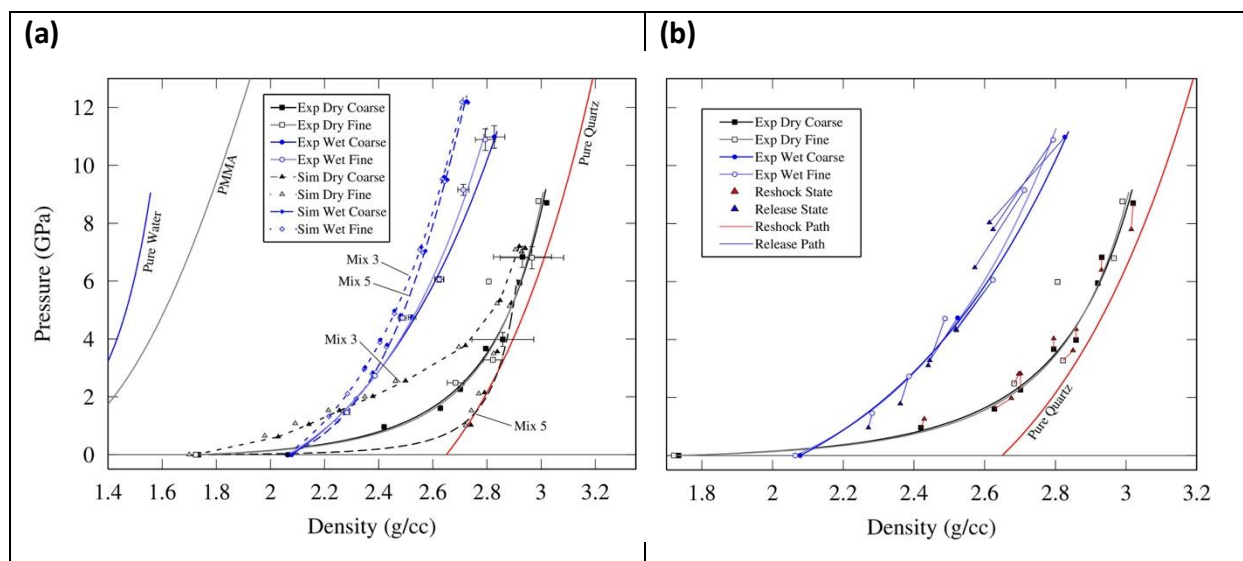 (a)
Pressure (GPa)
12
10
8
6
4
2
0
1.4
1.6
1.8
2
2.2
2.4
2.6
2.8
3
3.2
Density (g/cc)
Pure Water
PMMA
Exp Dry Coarse
Exp Dry Fine
Exp Wet Coarse
Exp Wet Fine
Sim Dry Coarse
Sim Dry Fine
Sim Wet Coarse
Sim Wet Fine
Mix 3
Mix 5
Mix 3
Mix 5
Pure Quartz
(b)
Exp Dry Coarse
Exp Dry Fine
Exp Wet Coarse
Exp Wet Fine
Reshock State
Release State
Reshock Path
Release Path
Pure Quartz
1.8
2
2.2
2.4
2.6
2.8
3
3.2
Density (g/cc)